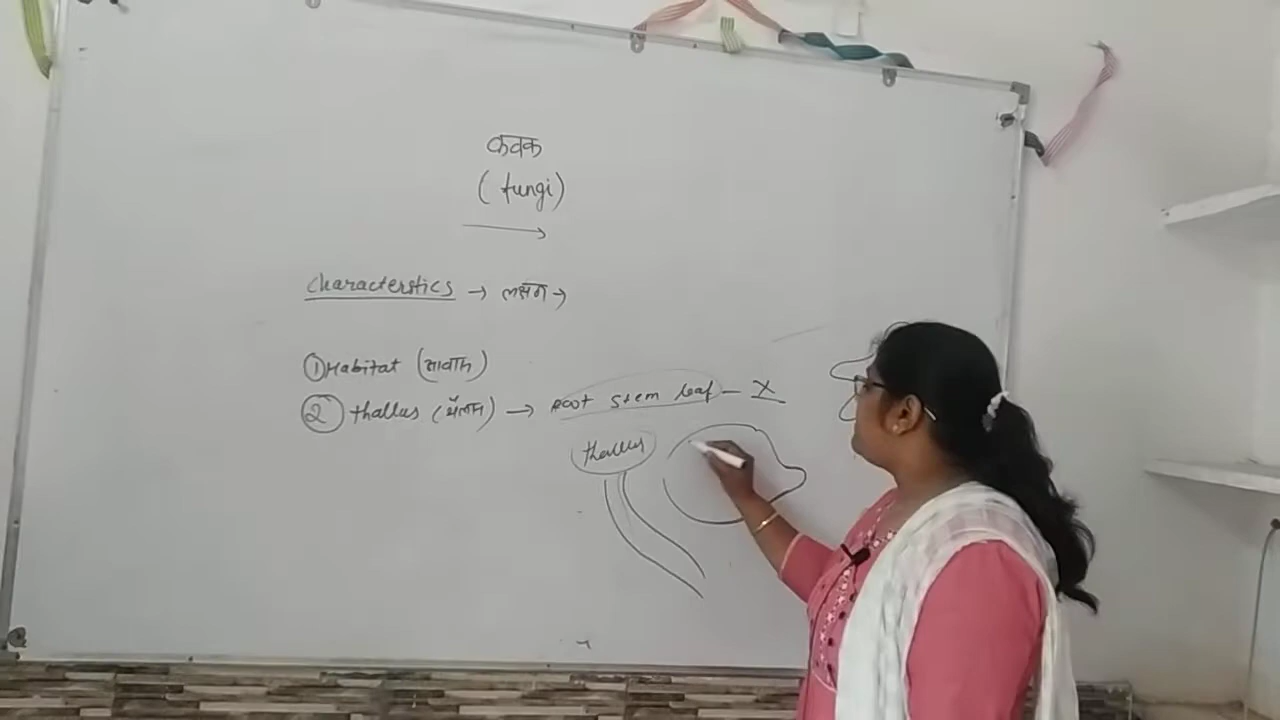 कवक
( fungi)
Characterstics → लक्षण →
① Habitat (आवास)
② thallus (थैलस) → Root stem leaf - X
thallus